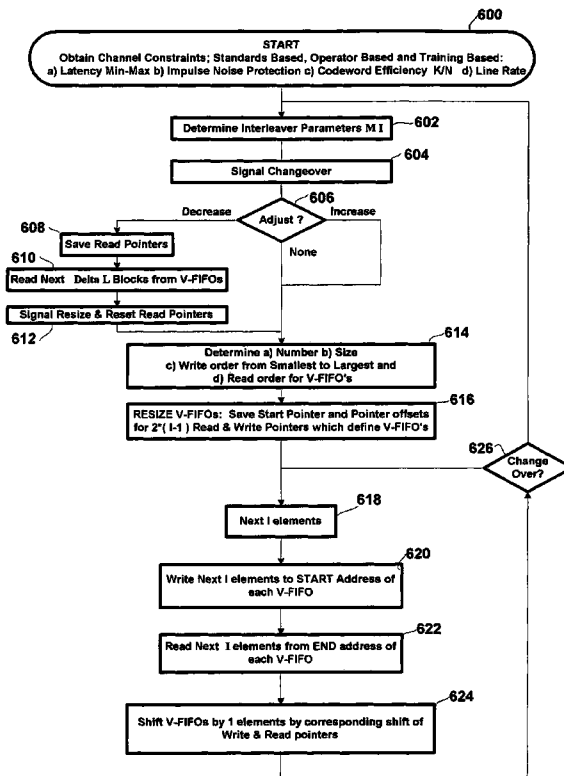 600
START
Obtain Channel Constraints; Standards Based, Operator Based and Training Based:
a) Latency Min-Max b) Impulse Noise Protection c) Codeword Efficiency K/N d) Line Rate
602
Determine Interleaver Parameters M I
604
Signal Changeover
606
Adjust ?
Decrease
Increase
None
608
Save Read Pointers
610
Read Next Delta L Blocks from V-FIFOs
Signal Resize & Reset Read Pointers
612
614
Determine a) Number b) Size
c) Write order from Smallest to Largest and
d) Read order for V-FIFO's
616
RESIZE V-FIFOs: Save Start Pointer and Pointer offsets
for 2*( I-1 ) Read & Write Pointers which define V-FIFO's
626
Change
Over?
618
Next I elements
620
Write Next I elements to START Address of
each V-FIFO
622
Read Next I elements from END address of
each V-FIFO
624
Shift V-FIFOs by 1 elements by corresponding shift of
Write & Read pointers